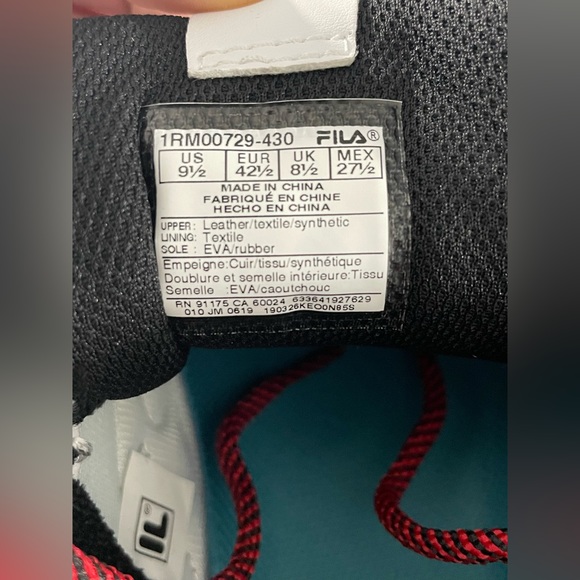 1RM00729-430 FILA®
US EUR UK MEX
9½ 42½ 8½ 27½
MADE IN CHINA
FABRIQUÉ EN CHINE
HECHO EN CHINA
UPPER: Leather/textile/synthetic
LINING: Textile
SOLE : EVA/rubber
Empeigne:Cuir/tissu/synthétique
Doublure et semelle intérieure:Tissu
Semelle :EVA/caoutchouc
RN 91175 CA 60024 633641927629
010 JM 0619 190326KEO0N85S